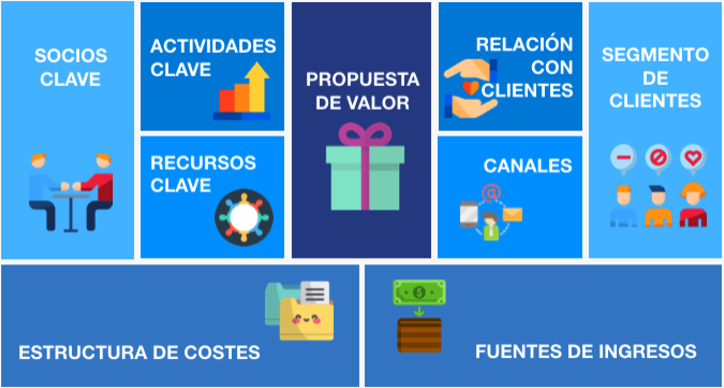 SOCIOS
CLAVE
ACTIVIDADES
CLAVE
RECURSOS
CLAVE
PROPUESTA
DE VALOR
RELACIÓN
CON
CLIENTES
CANALES
SEGMENTO
DE
CLIENTES
ESTRUCTURA DE COSTES
FUENTES DE INGRESOS